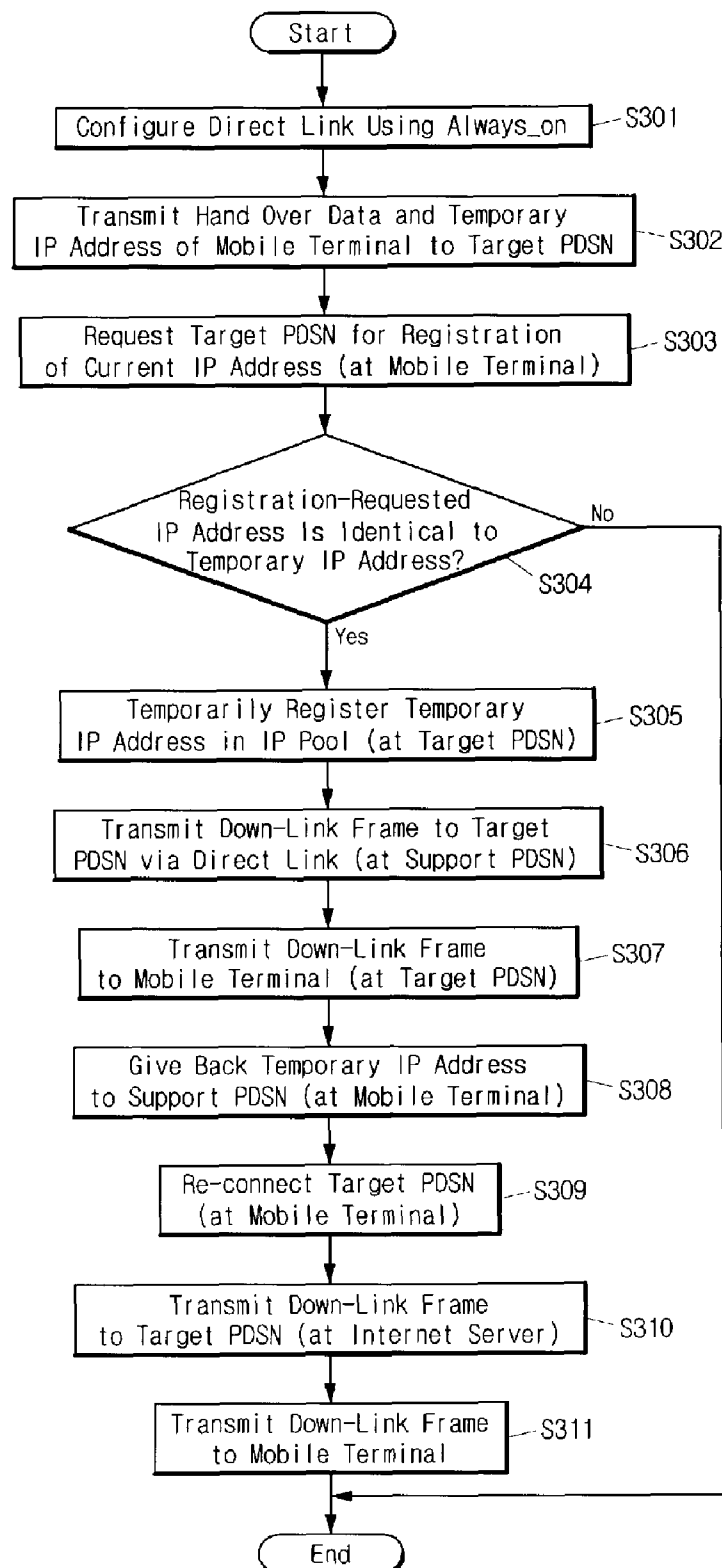 Start
Configure Direct Link Using Always_on
S301
Transmit Hand Over Data and Temporary
IP Address of Mobile Terminal to Target PDSN
S302
Request Target PDSN for Registration
of Current IP Address (at Mobile Terminal)
S303
Registration-Requested
IP Address Is Identical to
Temporary IP Address?
No
S304
Yes
Temporarily Register Temporary
IP Address in IP Pool (at Target PDSN)
S305
Transmit Down-Link Frame to Target
PDSN via Direct Link (at Support PDSN)
S306
Transmit Down-Link Frame
to Mobile Terminal (at Target PDSN)
S307
Give Back Temporary IP Address
to Support PDSN (at Mobile Terminal)
S308
Re-connect Target PDSN
(at Mobile Terminal)
S309
Transmit Down-Link Frame
to Target PDSN (at Internet Server)
S310
Transmit Down-Link Frame
to Mobile Terminal
S311
End